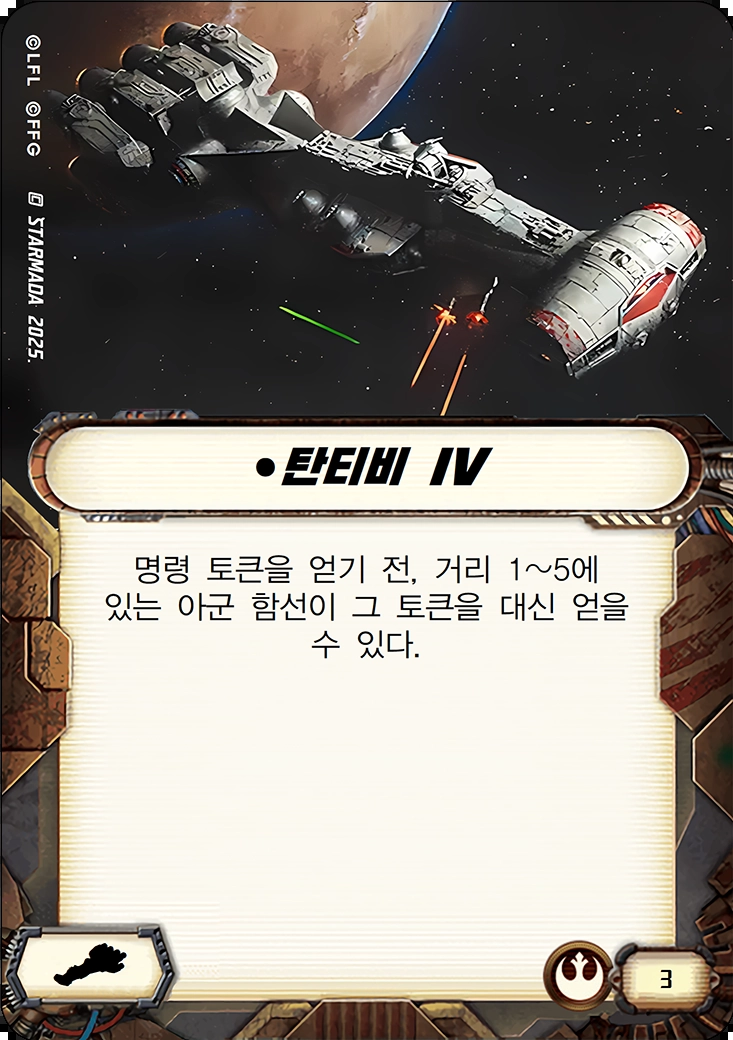 ©LFL ©FFG STARMADA 2025.
•탄티비 IV
명령 토큰을 얻기 전, 거리 1~5에
있는 아군 함선이 그 토큰을 대신 얻을
수 있다.
3